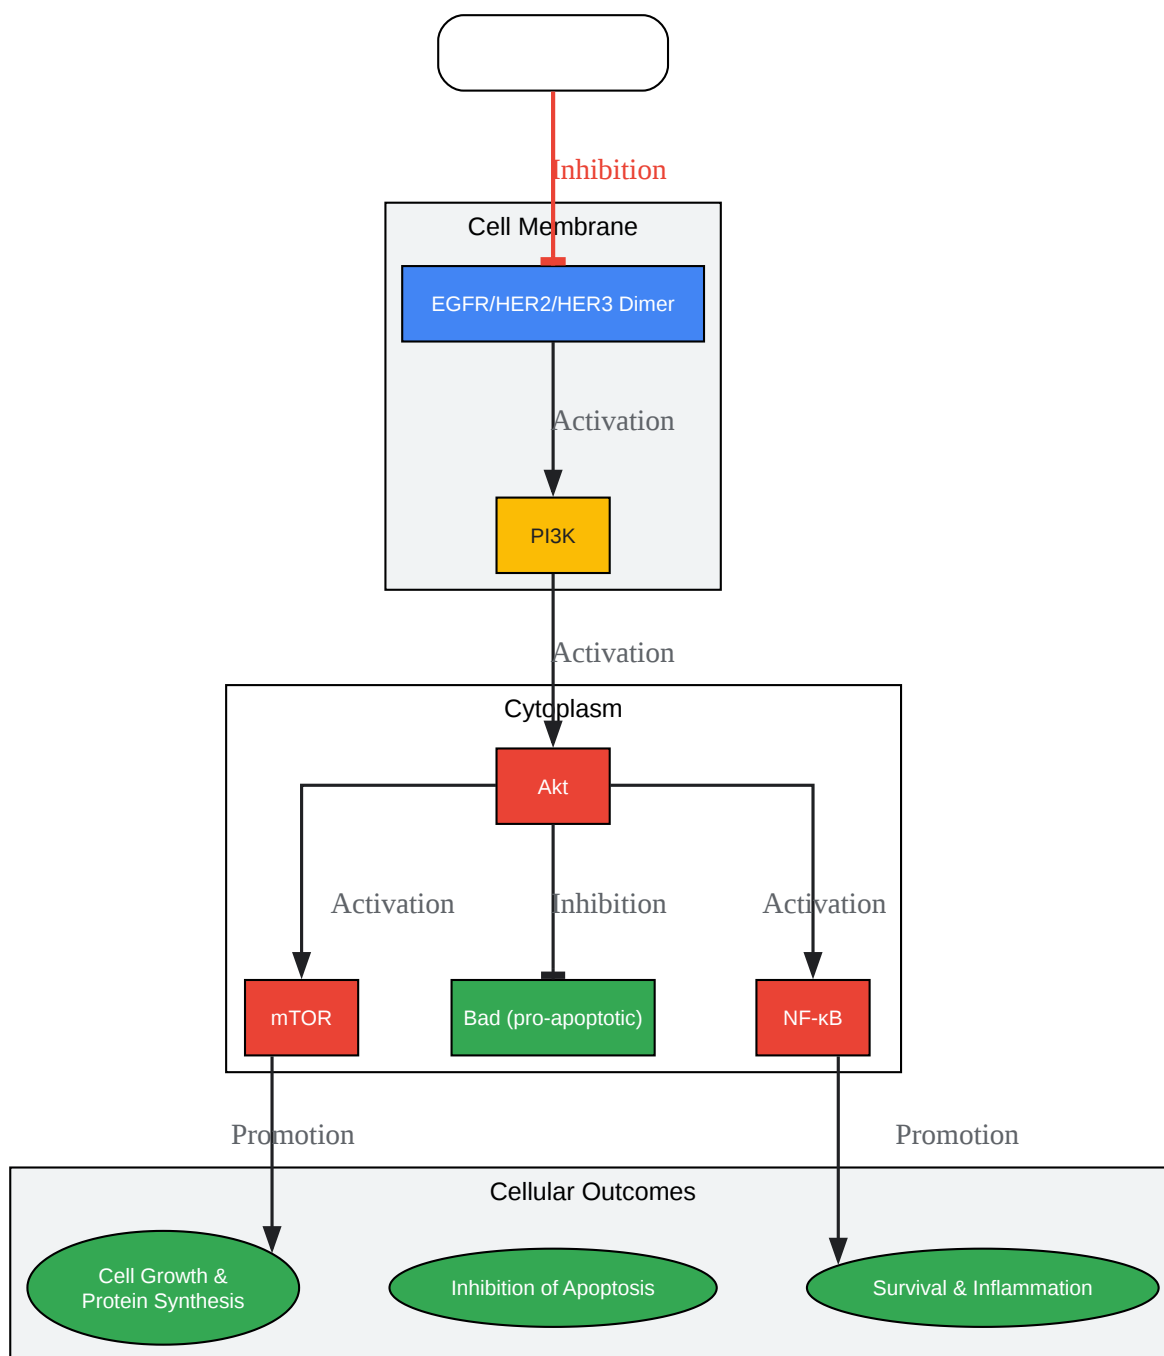 Inhibition
Cell Membrane
EGFR/HER2/HER3 Dimer
Activation
PI3K
Activation
Cytoplasm
Akt
Activation
Inhibition
Activation
mTOR
Bad (pro-apoptotic)
NF-κB
Promotion
Promotion
Cellular Outcomes
Cell Growth &
Protein Synthesis
Inhibition of Apoptosis
Survival & Inflammation